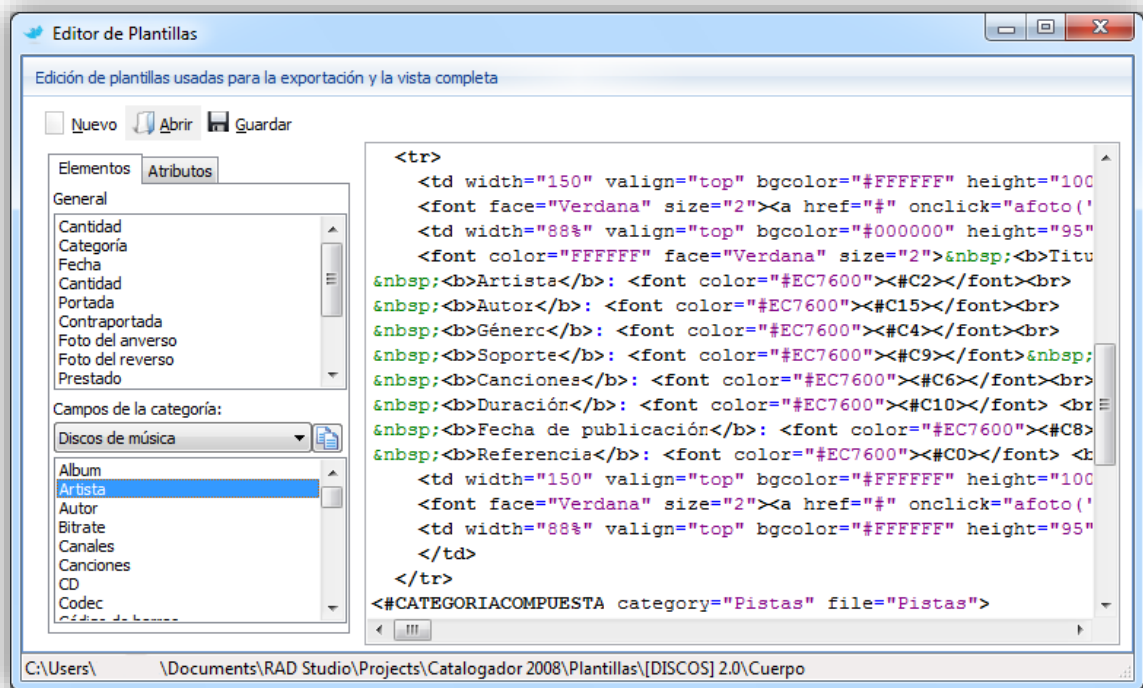 Editor de Plantillas
Edición de plantillas usadas para la exportación y la vista completa
Nuevo Abrir Guardar
Elementos Atributos
General
Cantidad
Categoría
Fecha
Cantidad
Portada
Contraportada
Foto del anverso
Foto del reverso
Prestado
Campos de la categoría:
Discos de música
Album
Artista
Autor
Bitrate
Canales
Canciones
CD
Codec
<tr>
<td width="150" valign="top" bgcolor="#FFFFFF" height="100
<font face="Verdana" size="2"><a href="#" onclick="afoto('
<td width="88%" valign="top" bgcolor="#000000" height="95"
<font color="FFFFFF" face="Verdana" size="2">&nbsp;<b>Titu
&nbsp;<b>Artista</b>: <font color="#EC7600"><#C2></font><br>
&nbsp;<b>Autor</b>: <font color="#EC7600"><#C15></font><br>
&nbsp;<b>Género</b>: <font color="#EC7600"><#C4></font><br>
&nbsp;<b>Soporte</b>: <font color="#EC7600"><#C9></font>&nbsp;
&nbsp;<b>Canciones</b>: <font color="#EC7600"><#C6></font><br>
&nbsp;<b>Duración</b>: <font color="#EC7600"><#C10></font> <br
&nbsp;<b>Fecha de publicación</b>: <font color="#EC7600"><#C8>
&nbsp;<b>Referencia</b>: <font color="#EC7600"><#C0></font> <b
<td width="150" valign="top" bgcolor="#FFFFFF" height="100
<font face="Verdana" size="2"><a href="#" onclick="afoto('
<td width="88%" valign="top" bgcolor="#FFFFFF" height="95"
</td>
</tr>
<#CATEGORIACOMPUESTA category="Pistas" file="Pistas">
C:\Users\ \Documents\RAD Studio\Projects\Catalogador 2008\Plantillas\[DISCOS] 2.0\Cuerpo